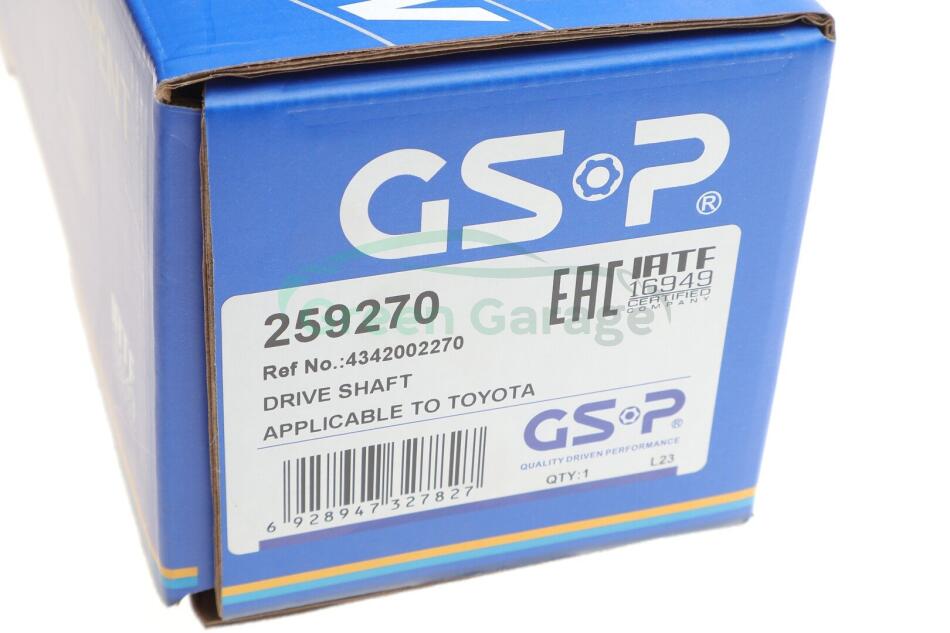 GSP®
EAC
IATF
16949
CERTIFIED
COMPANY
259270
Green Garage
Ref No.:4342002270
DRIVE SHAFT
APPLICABLE TO TOYOTA
GSP®
QUALITY DRIVEN PERFORMANCE
QTY:1
L23
6 928947 327827